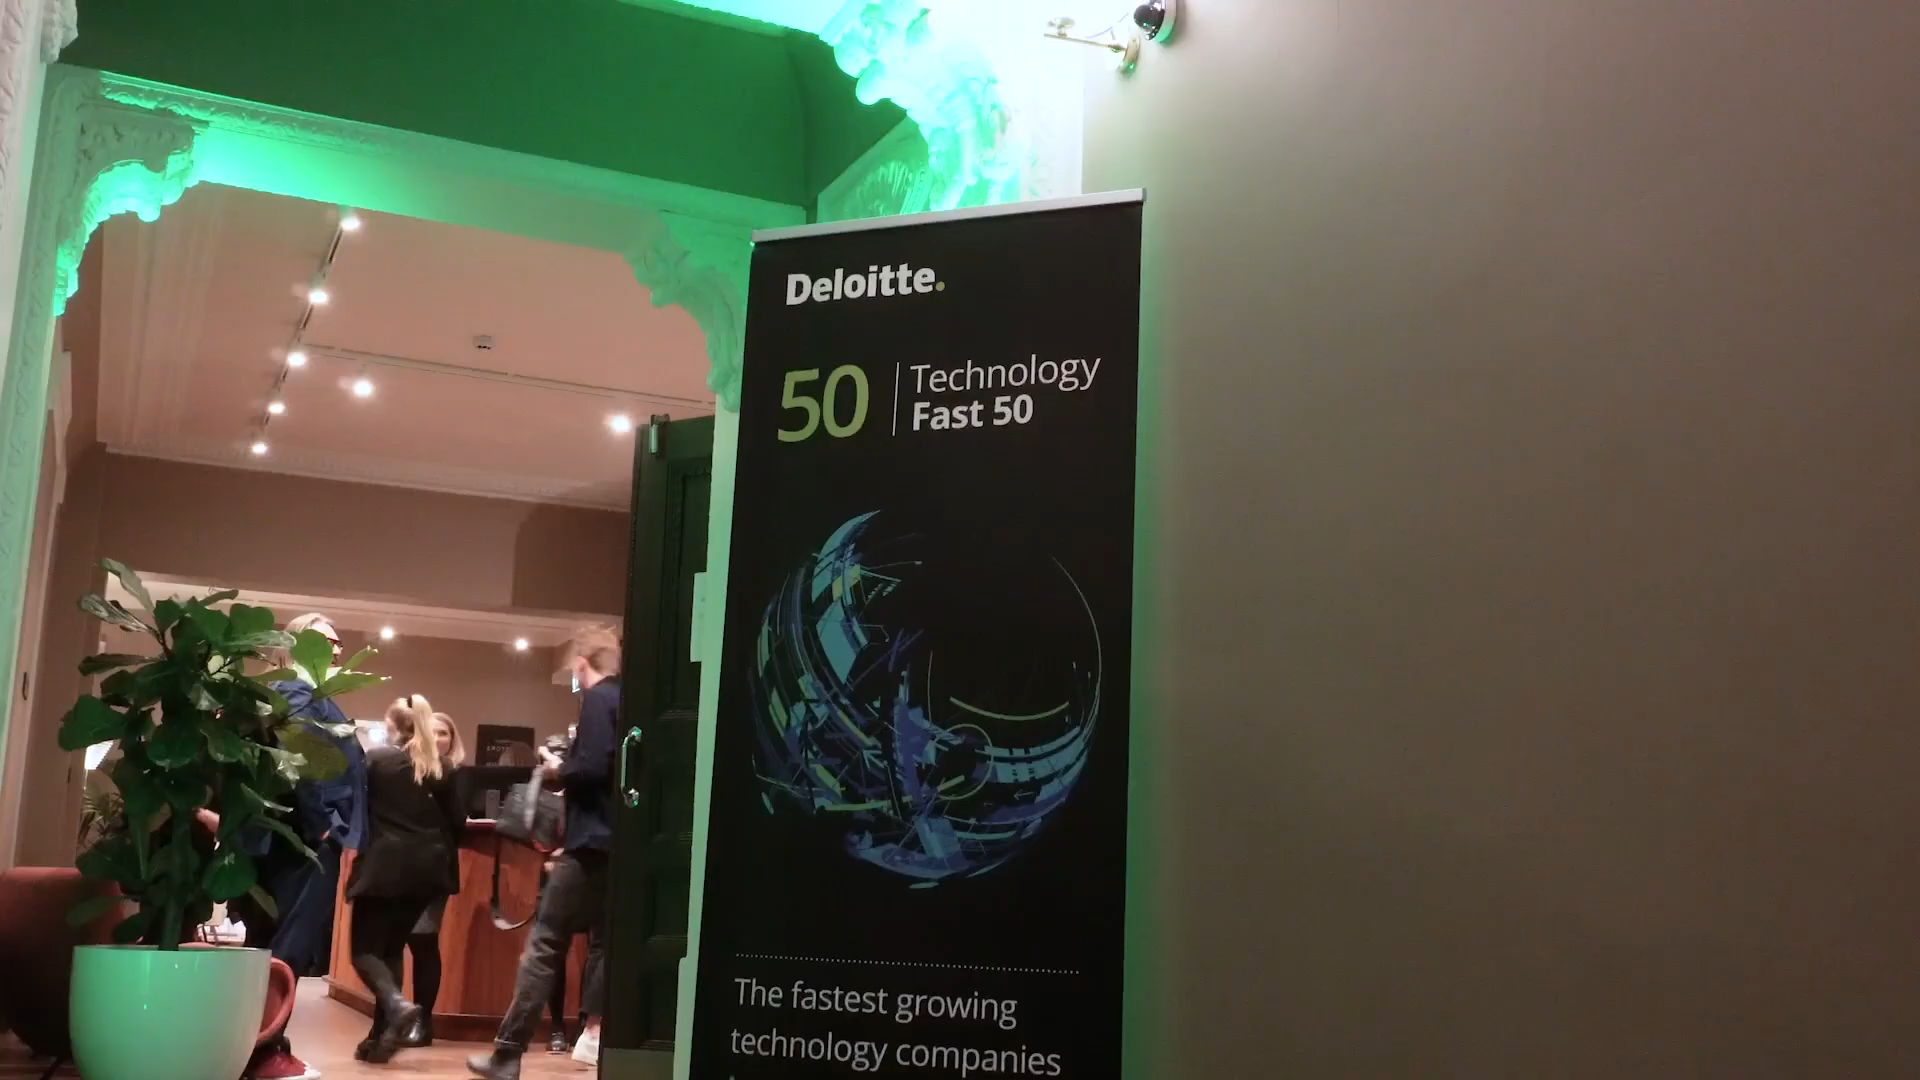 Deloitte.
50
Technology
Fast 50
The fastest growing
technology companies